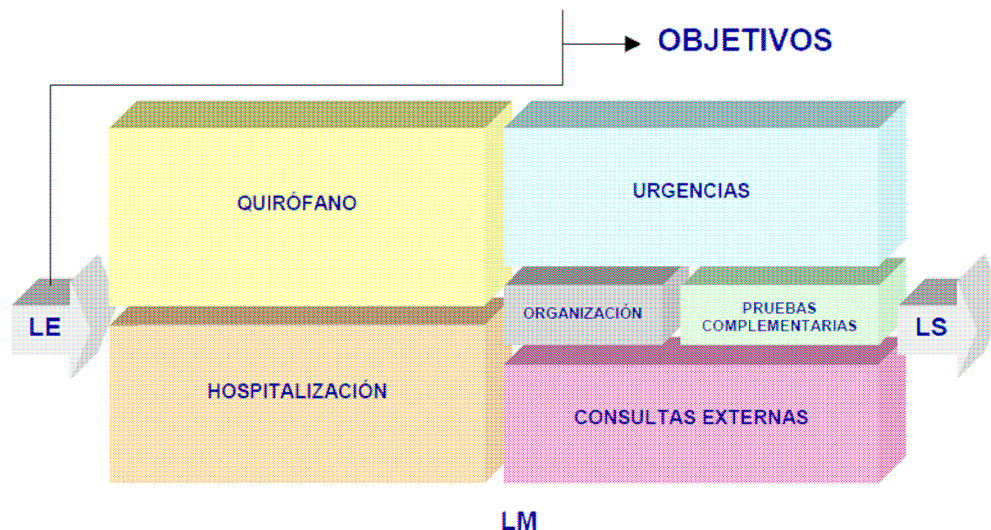 OBJETIVOS
QUIRÓFANO
URGENCIAS
LE
ORGANIZACIÓN
PRUEBAS
COMPLEMENTARIAS
LS
HOSPITALIZACIÓN
CONSULTAS EXTERNAS
LM